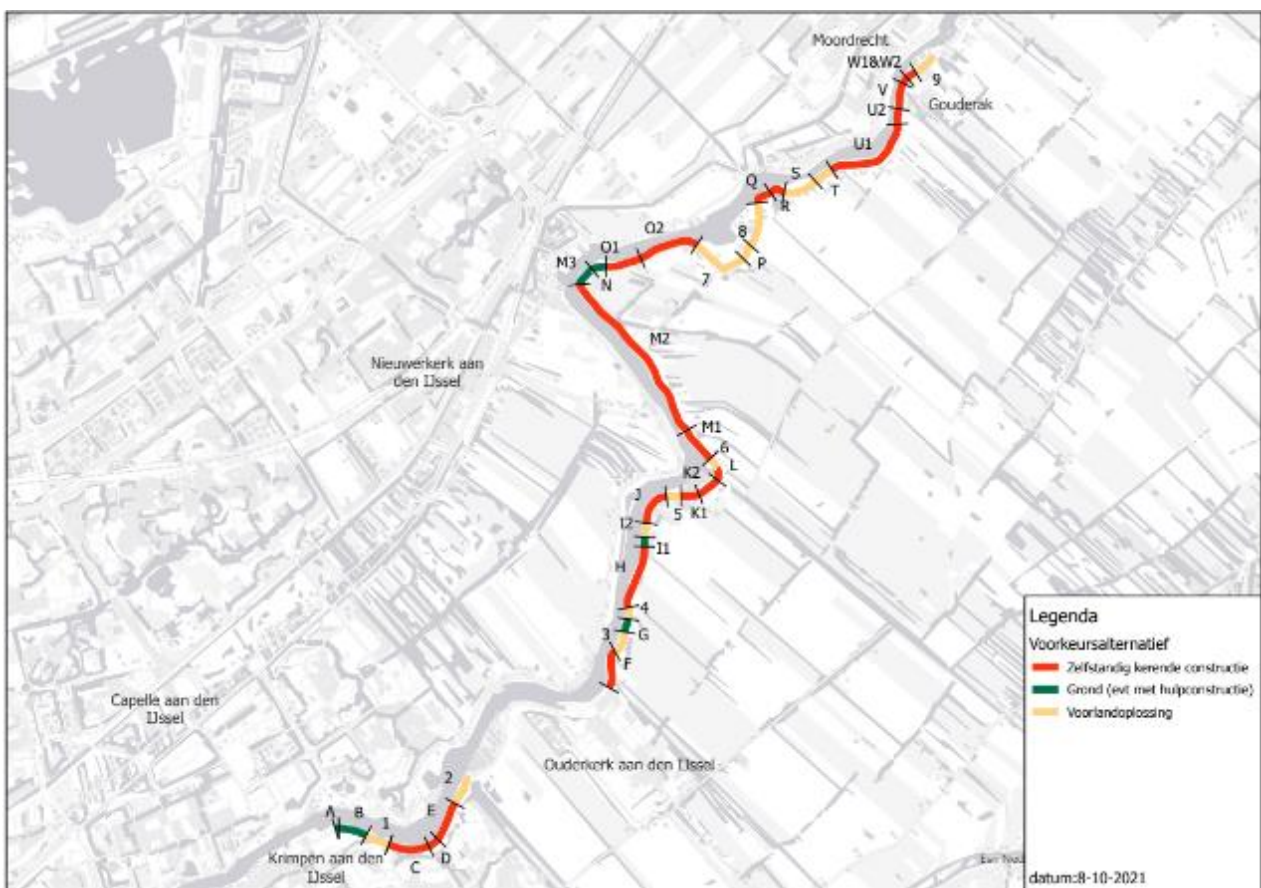 Moordrecht
W1&W2
V
9
U2
Gouderak
U1
S
T
Q
R
O2
8
O1
M3
P
N
7
M2
Nieuwerkerk aan
den IJssel
M1
6
L
K2
J
5
K1
I2
I1
H
4
3
G
F
Capelle aan den
IJssel
Ouderkerk aan den IJssel
2
A
B
1
E
D
C
Krimpen aan den
IJssel
Legenda
Voorkeursalternatief
Zelfstandig kerende constructie
Grond (evt met hulpconstructie)
Voorlandoplossing
datum:8-10-2021